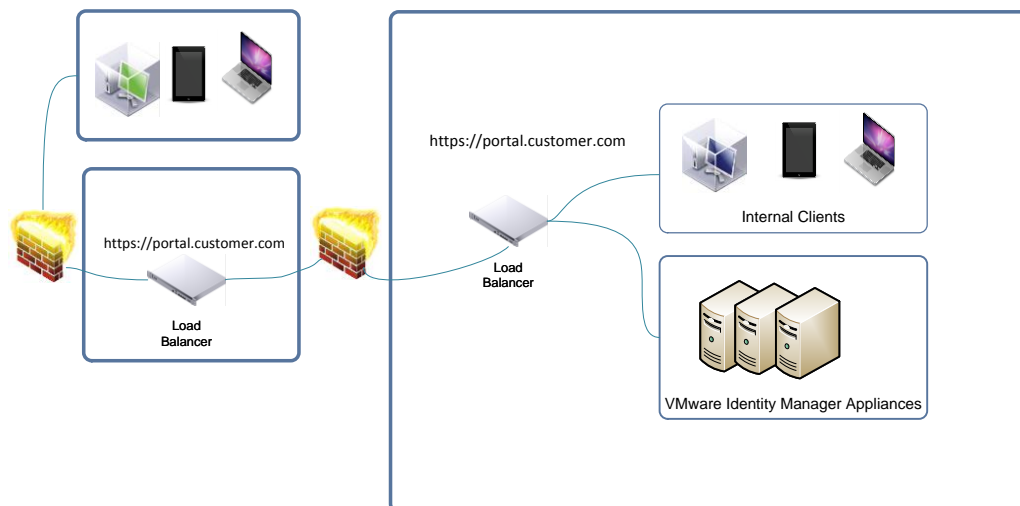 https://portal.customer.com
Load
Balancer
https://portal.customer.com
Load
Balancer
Internal Clients
VMware Identity Manager Appliances